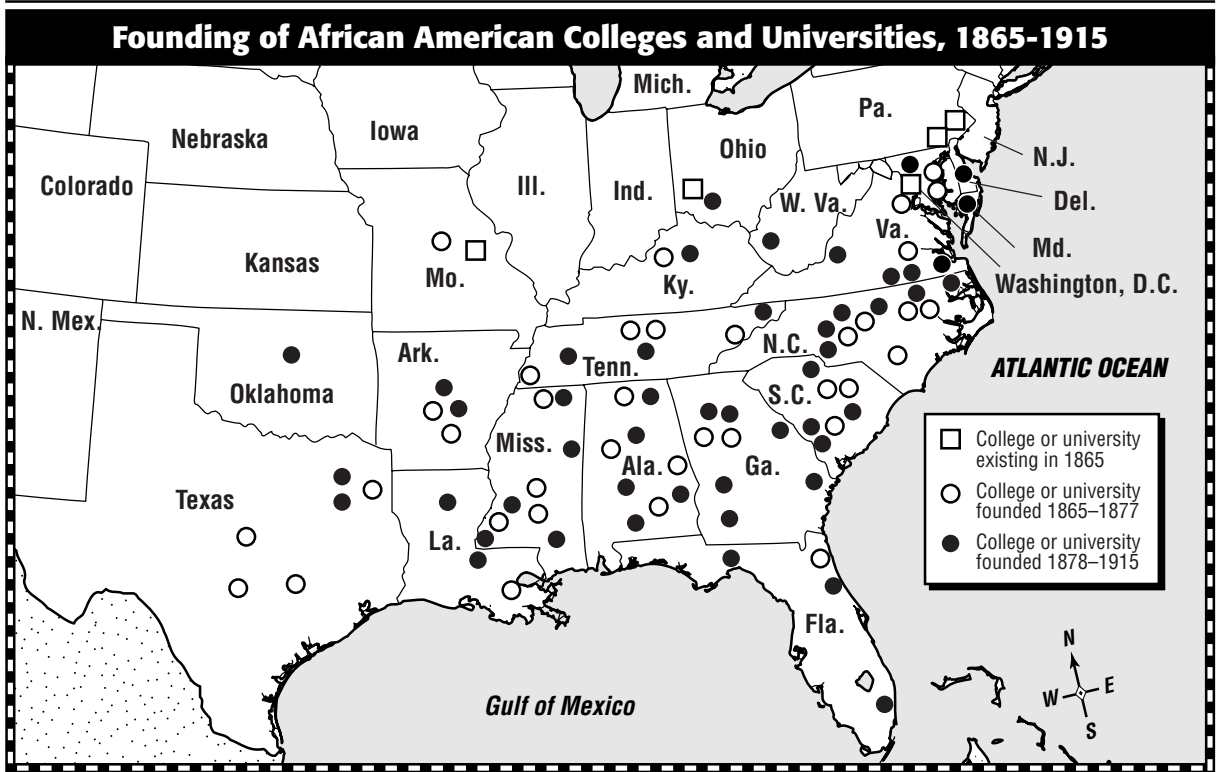 Founding of African American Colleges and Universities, 1865-1915
Mich.
Pa.
Nebraska
Iowa
Ohio
N.J.
Colorado
Ill.
Ind.
W. Va.
Del.
Va.
Md.
Kansas
Mo.
Ky.
Washington, D.C.
N. Mex.
Ark.
Tenn.
N.C.
ATLANTIC OCEAN
Oklahoma
S.C.
Miss.
Ala.
Ga.
Texas
La.
Fla.
Gulf of Mexico
College or university
existing in 1865
College or university
founded 1865–1877
College or university
founded 1878–1915
N
W
E
S